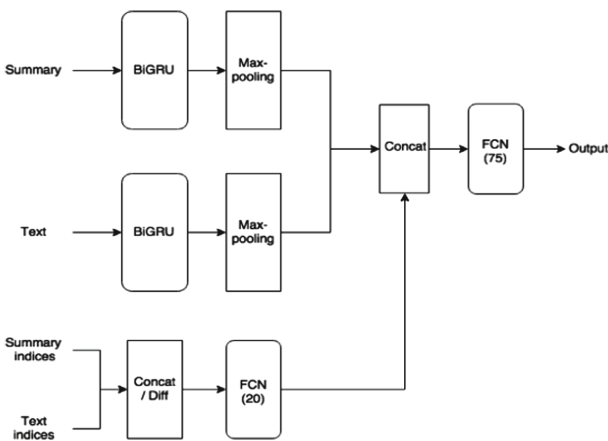 Summary
BiGRU
Max-
pooling
Concat
FCN
(75)
Output
Text
BiGRU
Max-
pooling
Summary
indices
Concat
/ Diff
FCN
(20)
Text
indices